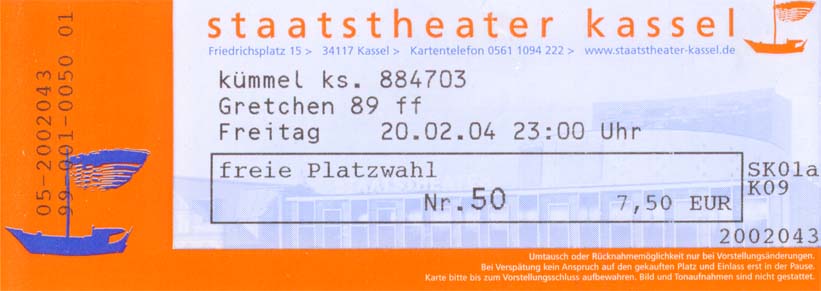 staatstheater kassel
Friedrichsplatz 15 > 34117 Kassel > Kartentelefon 0561 1094 222 > www.staatstheater-kassel.de
kümmel ks. 884703
Gretchen 89 ff
Freitag 20.02.04 23:00 Uhr
freie Platzwahl
Nr.50 7,50 EUR
SK01a
K09
2002043
Umtausch oder Rücknahmemöglichkeit nur bei Vorstellungsänderungen.
Bei Verspätung kein Anspruch auf den gekauften Platz und Einlass erst in der Pause.
Karte bitte bis zum Vorstellungsschluss aufbewahren. Bild und Tonaufnahmen sind nicht gestattet.
05-2002043
99-001-0050 01